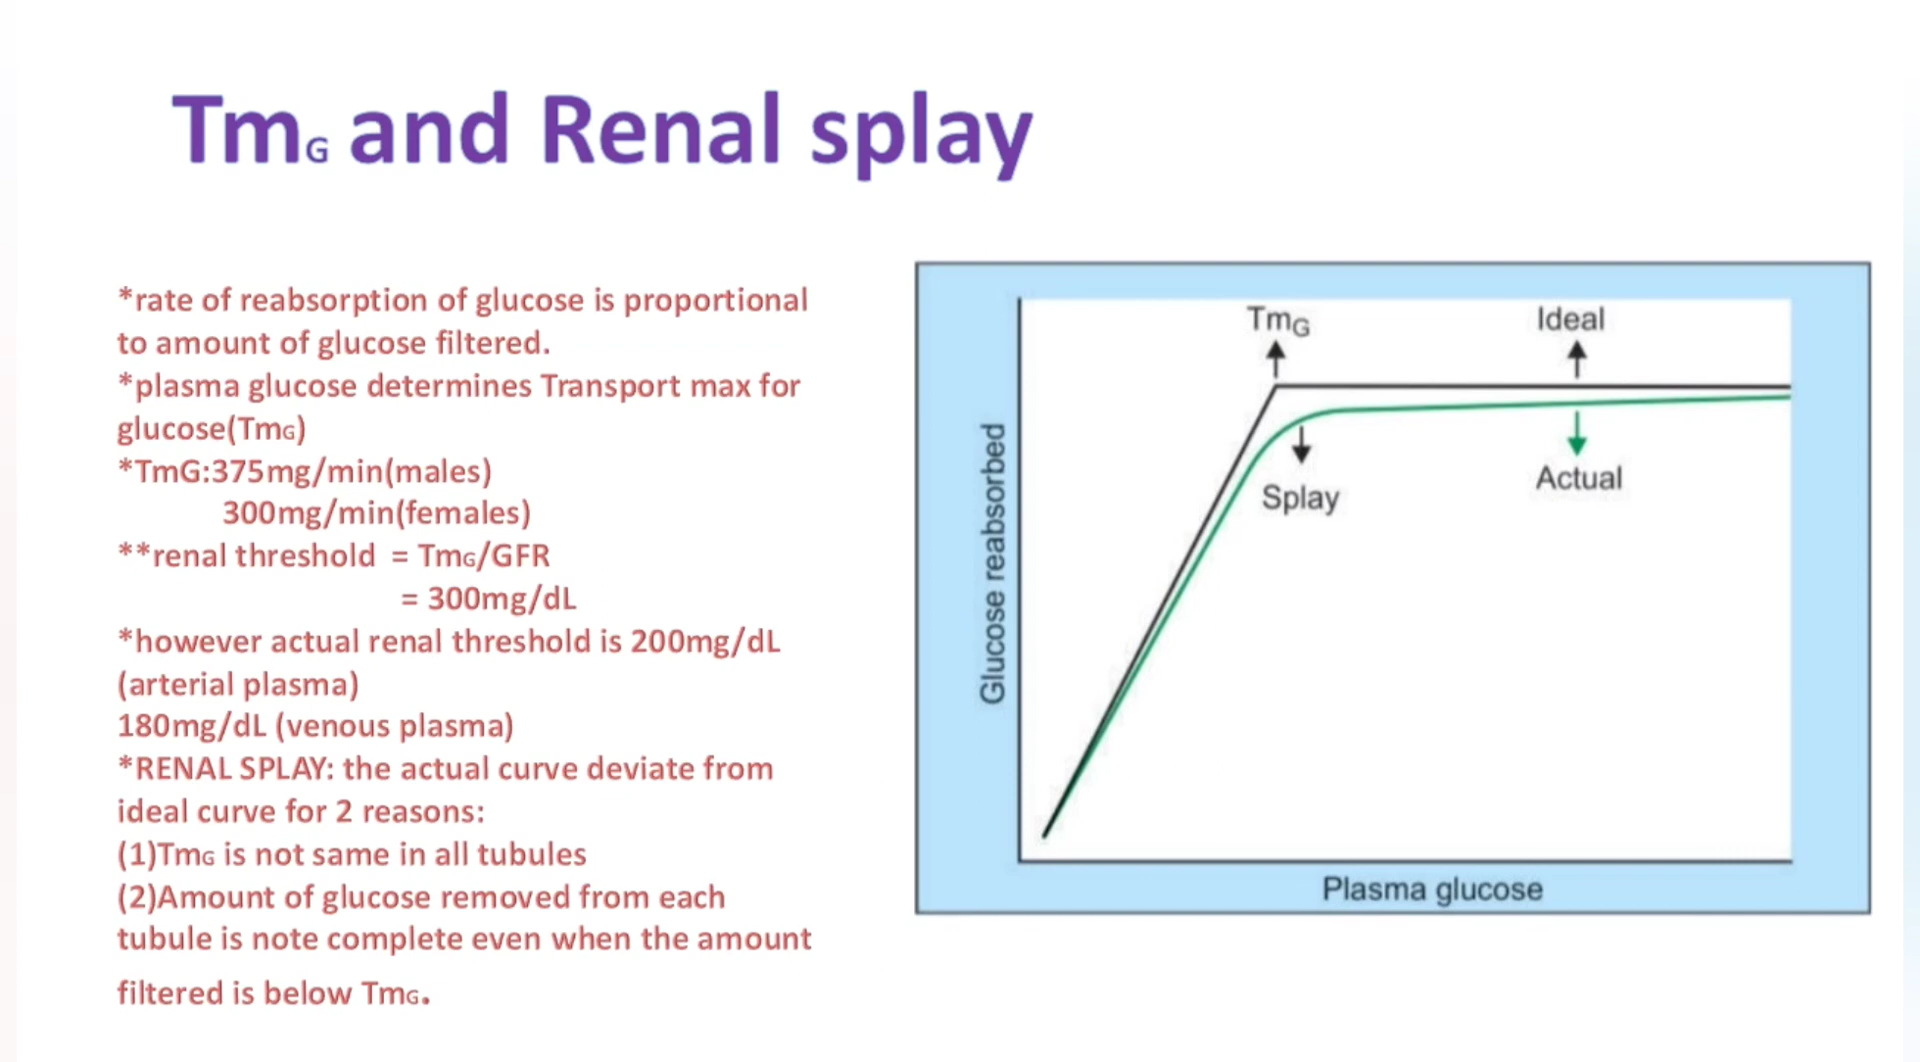 TmG and Renal splay
*rate of reabsorption of glucose is proportional
to amount of glucose filtered.
*plasma glucose determines Transport max for
glucose(TmG)
*TmG:375mg/min(males)
300mg/min(females)
**renal threshold = TmG/GFR
= 300mg/dL
*however actual renal threshold is 200mg/dL
(arterial plasma)
180mg/dL (venous plasma)
*RENAL SPLAY: the actual curve deviate from
ideal curve for 2 reasons:
(1)TmG is not same in all tubules
(2)Amount of glucose removed from each
tubule is note complete even when the amount
filtered is below TmG.
TmG
Ideal
Splay
Actual
Glucose reabsorbed
Plasma glucose